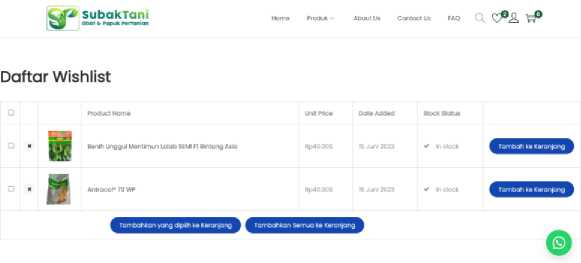 SubakTani
Bibit & Pupuk Pertanian
Home Produk About Us Contact Us FAQ
2
0
Daftar Wishlist
Product Name Unit Price Date Added Stock Status
Benih Unggul Mentimun Lalab SEMI F1 Bintang Asia Rp40.005 15 Juni 2023 In stock Tambah ke Keranjang
Antracol® 70 WP Rp40.005 15 Juni 2023 In stock Tambah ke Keranjang
Tambahkan yang dipilih ke Keranjang Tambahkan Semua ke Keranjang